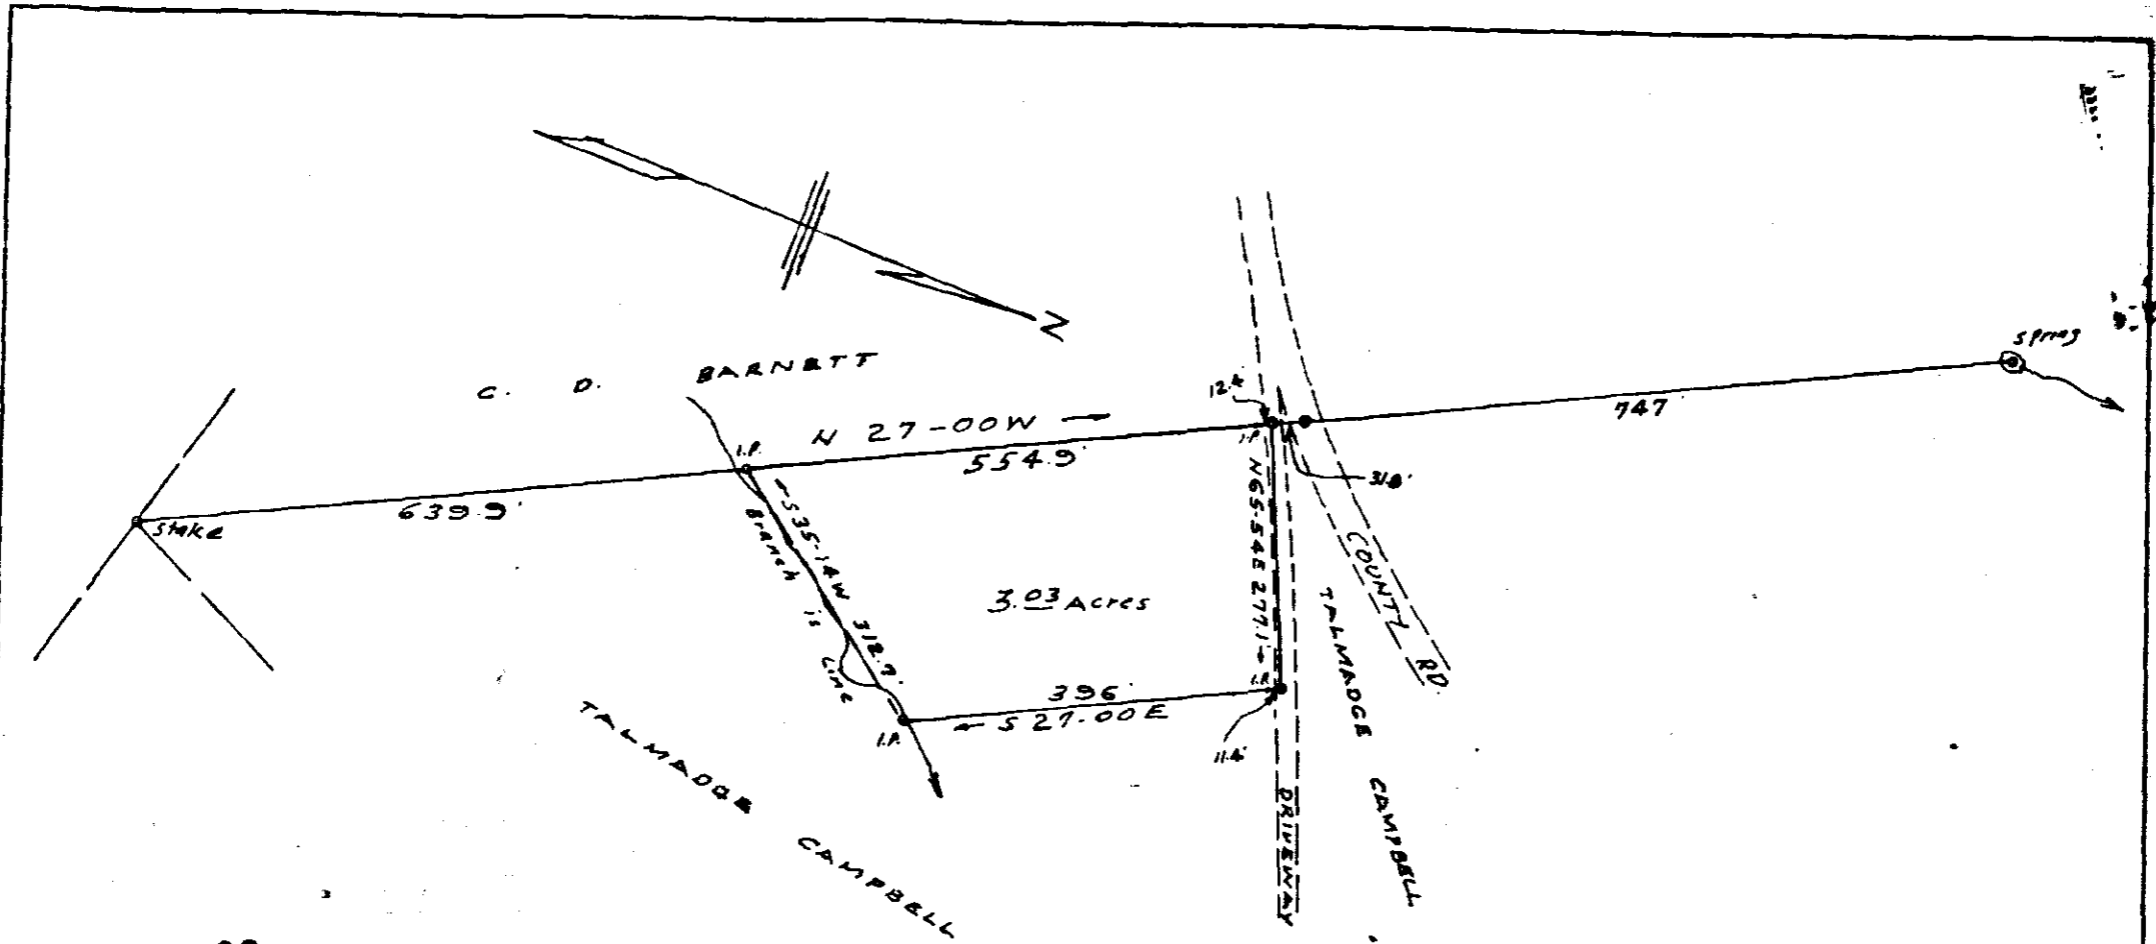 N
C. D. BARNETT
N 27-00W
554.9'
639.9'
Stake
I.P.
S35-14W 312.7'
Branch is Line
3.03 Acres
396'
S 27-00E
I.P.
I.P.
12.4'
N65-54E 277.1
I.P.
11.4'
31.8'
747'
Spring
COUNTY RD.
TALMADGE CAMPBELL
DRIVEWAY
TALMADGE CAMPBELL